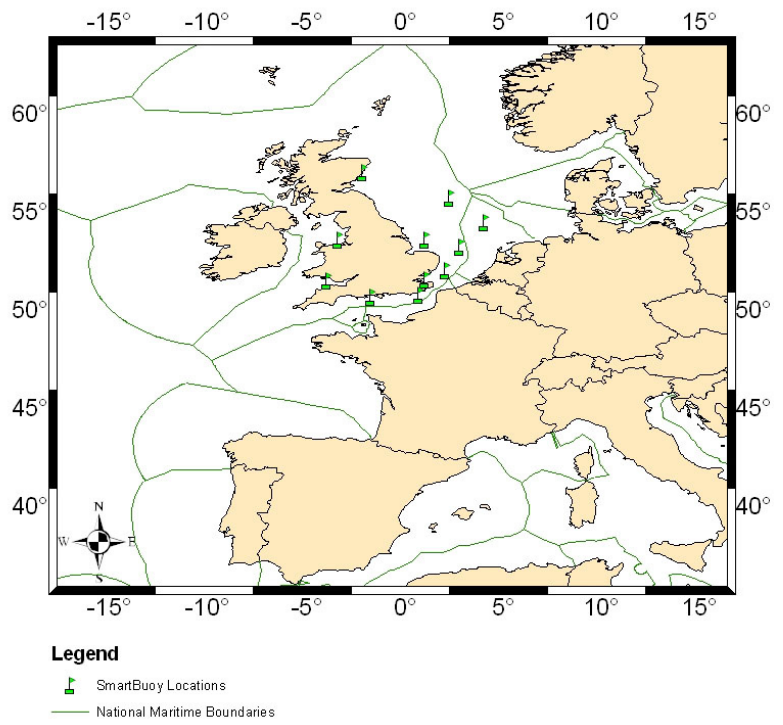 -15° -10° -5° 0° 5° 10° 15°
60° 60°
55° 55°
50° 50°
45° 45°
40° 40°
N
W E
S
-15° -10° -5° 0° 5° 10° 15°
Legend
SmartBuoy Locations
National Maritime Boundaries